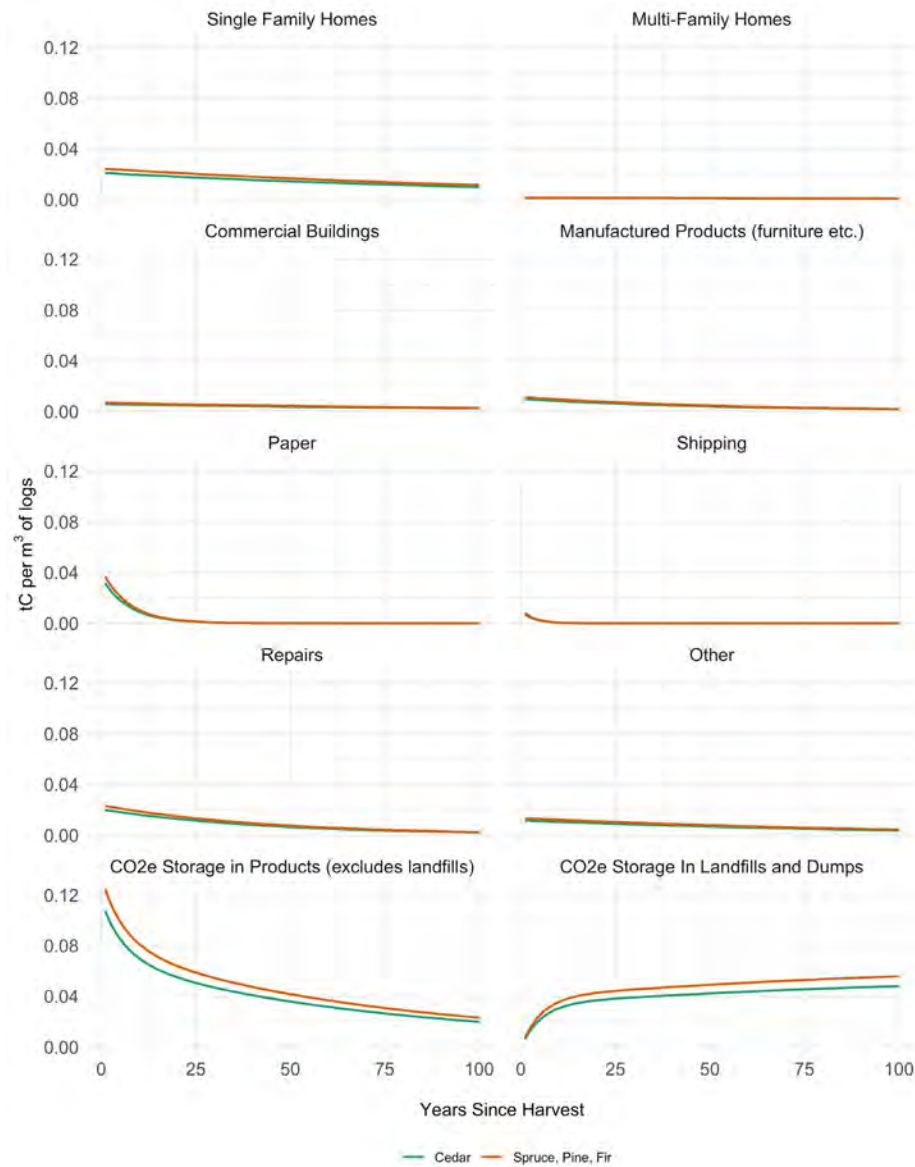 Single Family Homes
Multi-Family Homes
0.12
0.08
0.04
0.00
Commercial Buildings
Manufactured Products (furniture etc.)
0.12
0.08
0.04
0.00
Paper
Shipping
0.12
0.08
0.04
0.00
tC per m³ of logs
Repairs
Other
0.12
0.08
0.04
0.00
CO2e Storage in Products (excludes landfills)
CO2e Storage In Landfills and Dumps
0.12
0.08
0.04
0.00
0 25 50 75 100
0 25 50 75 100
Years Since Harvest
Cedar Spruce, Pine, Fir